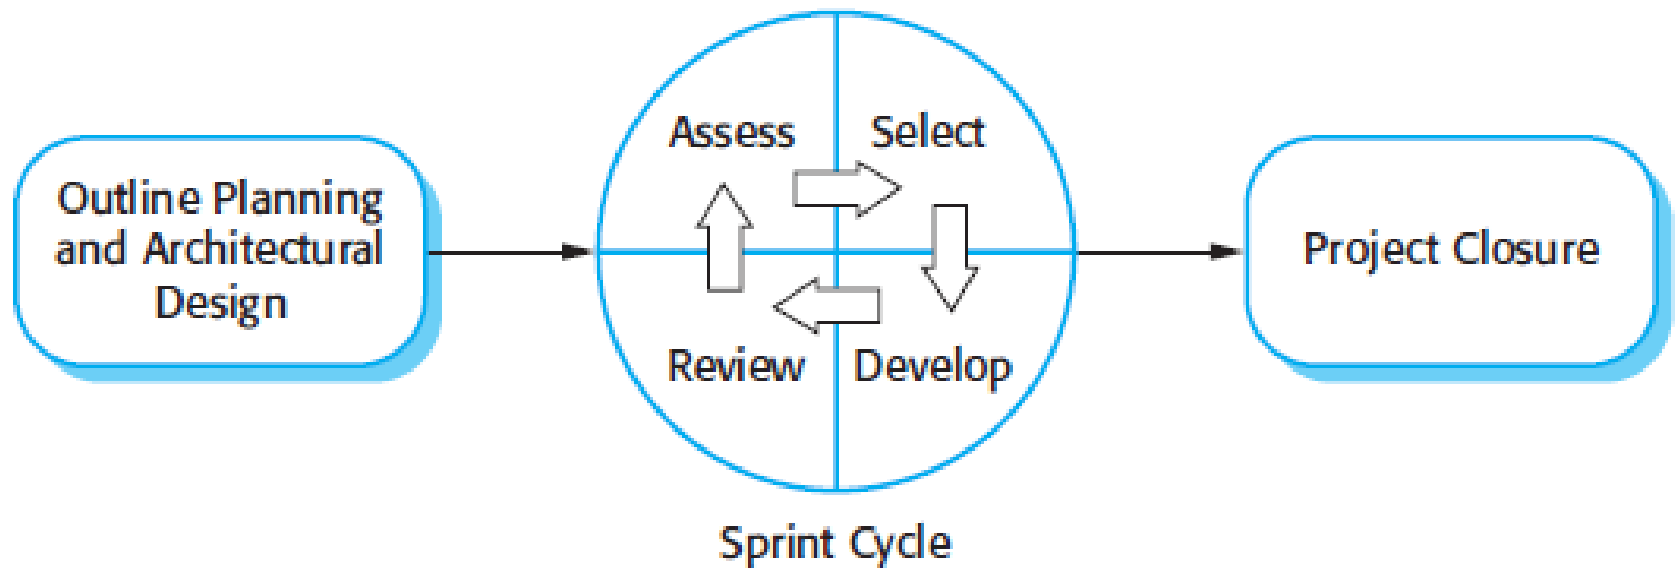 Outline Planning
and Architectural
Design
Assess
Select
Review
Develop
Sprint Cycle
Project Closure